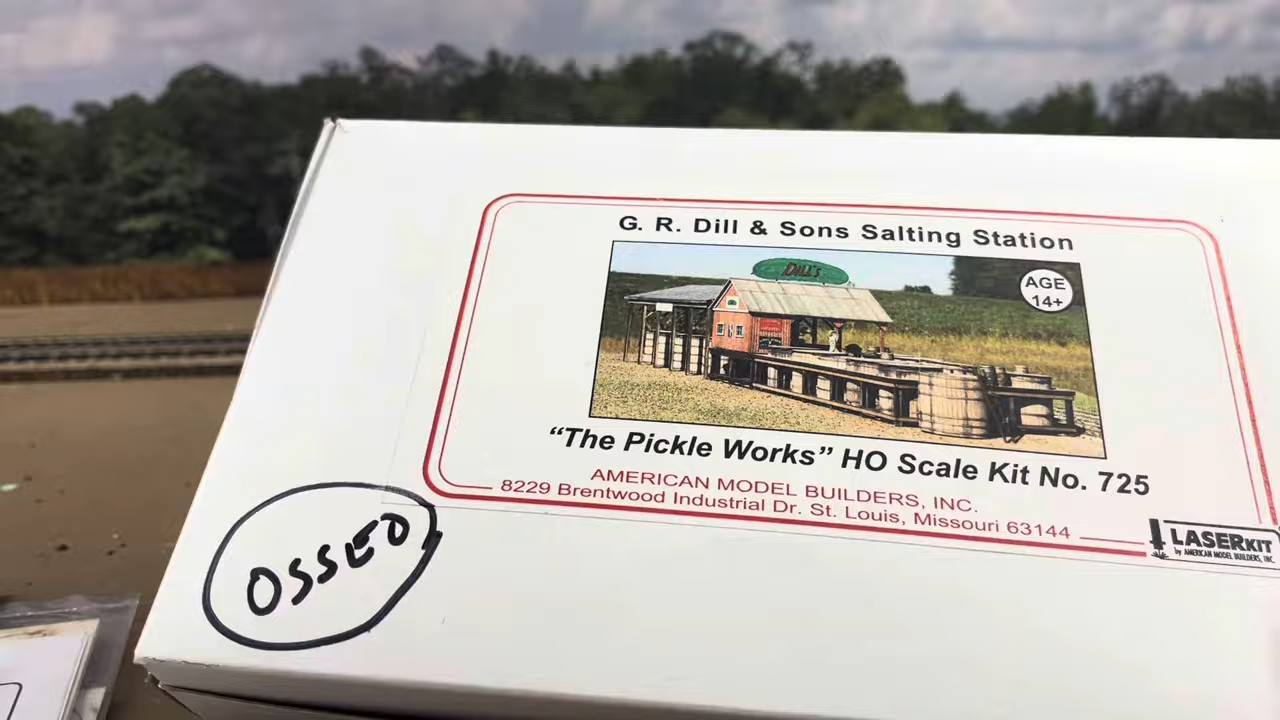 G. R. Dill & Sons Salting Station
DILL'S
AGE
14+
“The Pickle Works” HO Scale Kit No. 725
AMERICAN MODEL BUILDERS, INC.
8229 Brentwood Industrial Dr. St. Louis, Missouri 63144
LASERKIT
by AMERICAN MODEL BUILDERS, INC.
OSSEO